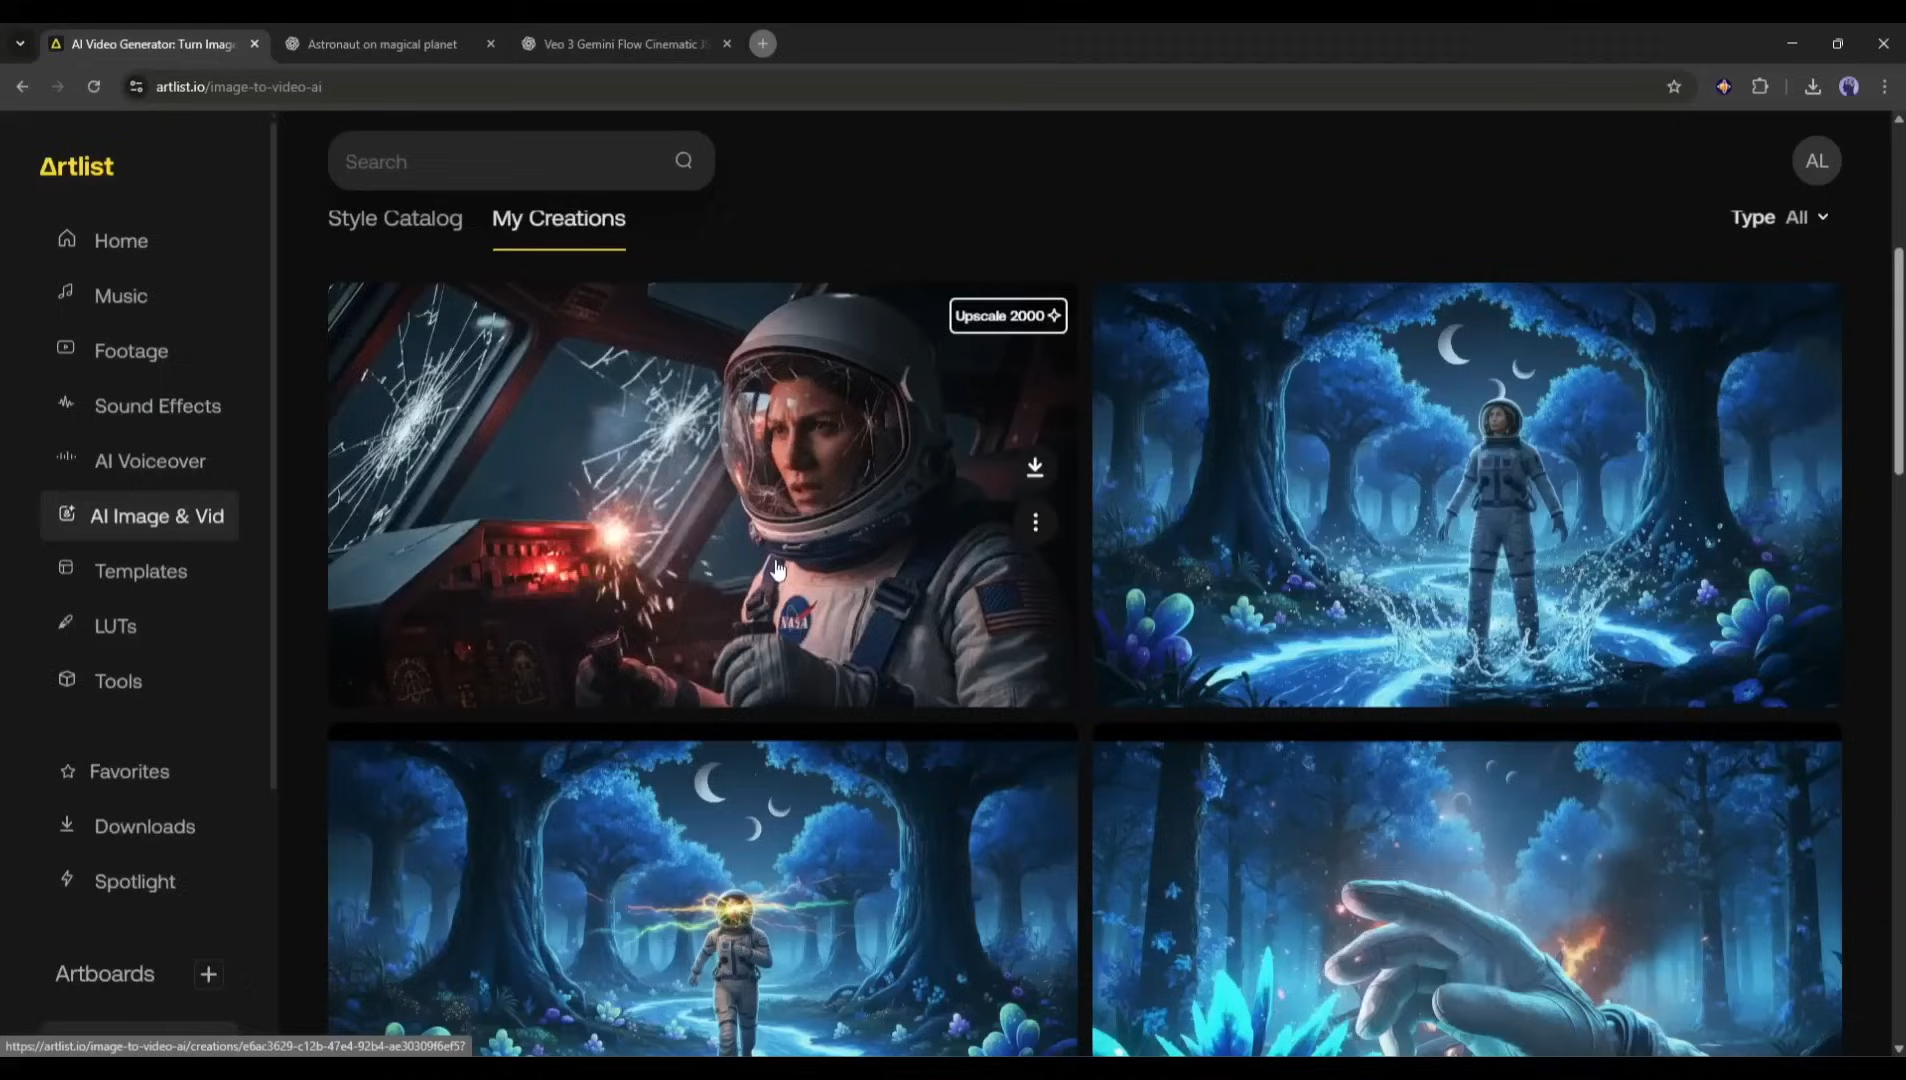 AI Video Generator: Turn Imag
Astronaut on magical planet
Veo 3 Gemini Flow Cinematic JS
artlist.io/image-to-video-ai
Artlist
Search
AL
Style Catalog
My Creations
Type All
Home
Music
Footage
Sound Effects
AI Voiceover
AI Image & Vid
Templates
LUTs
Tools
Favorites
Downloads
Spotlight
Artboards
Upscale 2000
NASA
https://artlist.io/image-to-video-ai/creations/e6ac3629-c12b-47e4-92b4-ae30309f6ef5?